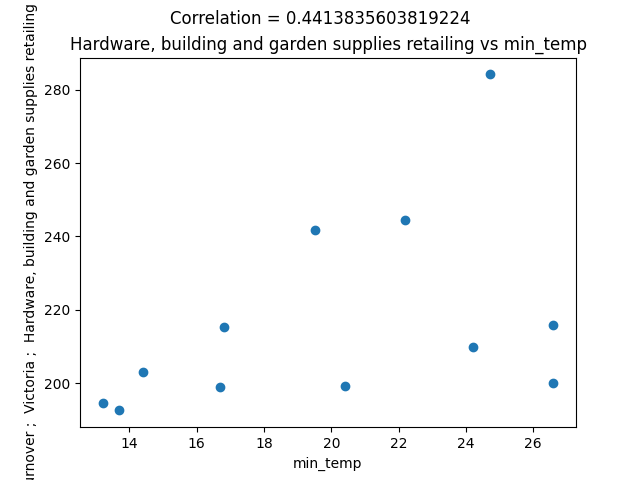 Correlation = 0.4413835603819224
Hardware, building and garden supplies retailing vs min_temp
urnover ;  Victoria ;  Hardware, building and garden supplies retailing
280
260
240
220
200
14 16 18 20 22 24 26
min_temp